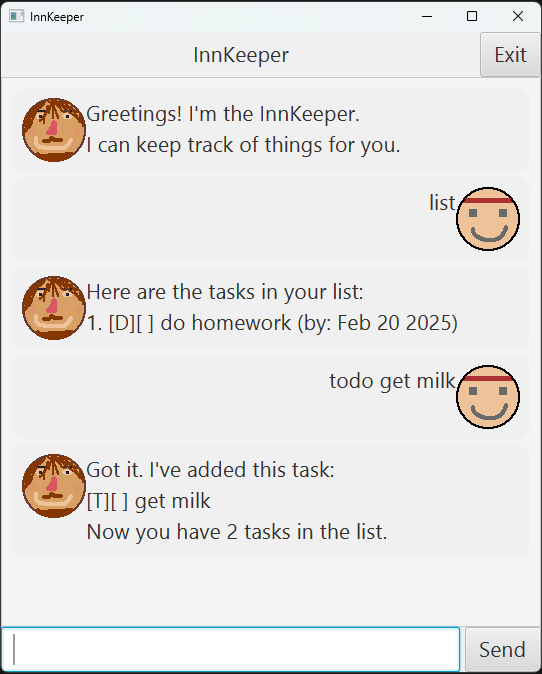 InnKeeper
InnKeeper
Exit
Greetings! I'm the InnKeeper.
I can keep track of things for you.
list
Here are the tasks in your list:
1. [D][ ] do homework (by: Feb 20 2025)
todo get milk
Got it. I've added this task:
[T][ ] get milk
Now you have 2 tasks in the list.
Send